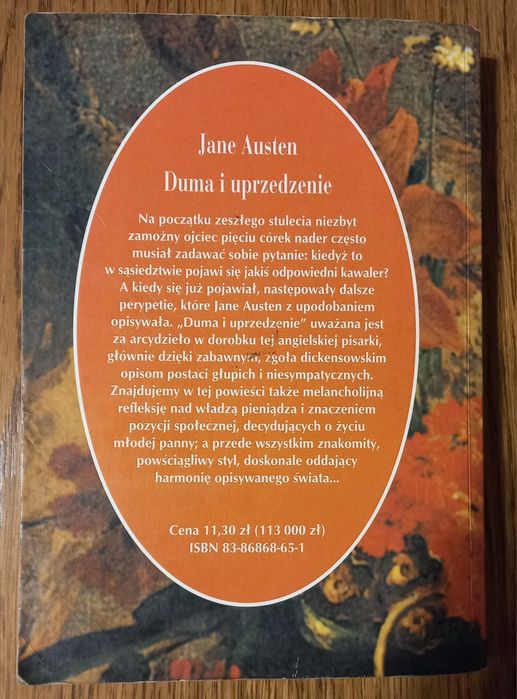 Jane Austen
Duma i uprzedzenie
Na początku zeszłego stulecia niezbyt
zamożny ojciec pięciu córek nader często
musiał zadawać sobie pytanie: kiedyż to
w sąsiedztwie pojawi się jakiś odpowiedni kawaler?
A kiedy się już pojawiał, następowały dalsze
perypetie, które Jane Austen z upodobaniem
opisywała. „Duma i uprzedzenie” uważana jest
za arcydzieło w dorobku tej angielskiej pisarki,
głównie dzięki zabawnym, zgoła dickensowskim
opisom postaci głupich i niesympatycznych.
Znajdujemy w tej powieści także melancholijną
refleksję nad władzą pieniądza i znaczeniem
pozycji społecznej, decydujących o życiu
młodej panny; a przede wszystkim znakomity,
powściągliwy styl, doskonale oddający
harmonię opisywanego świata...
Cena 11,30 zł (113 000 zł)
ISBN 83-86868-65-1